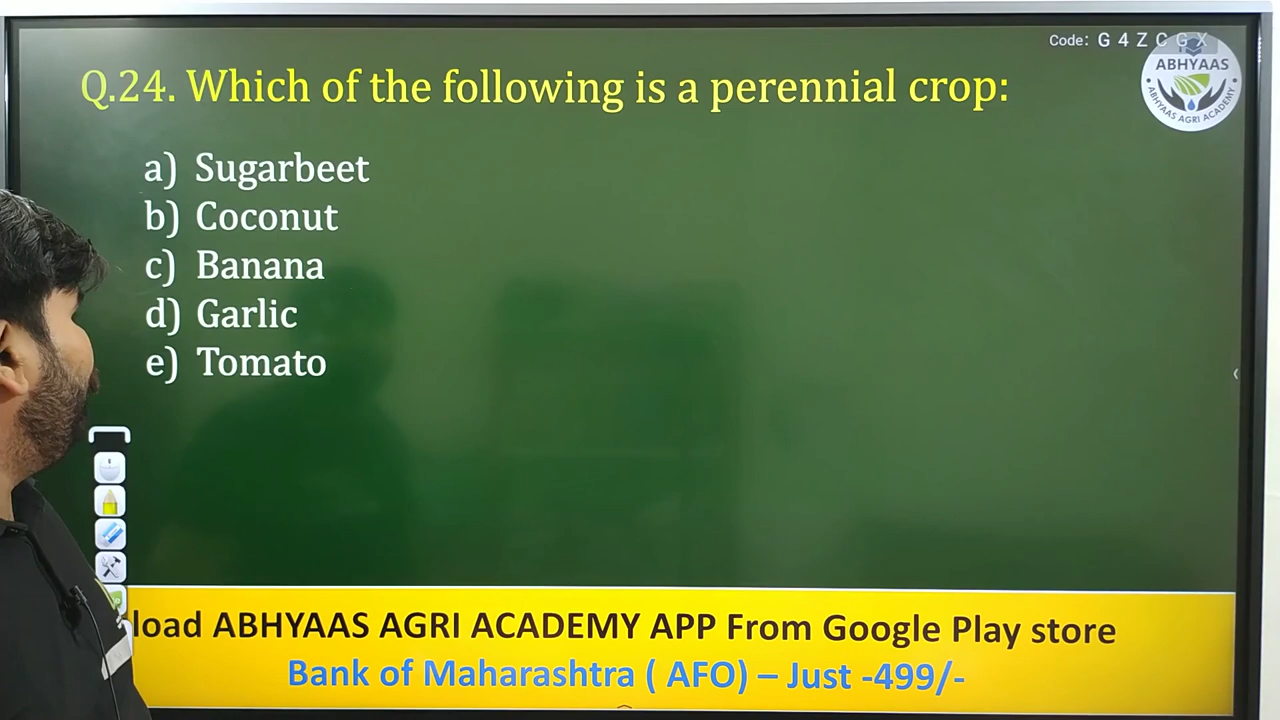 Code: G 4 Z C G X
ABHYAAS
ABHYAAS AGRI ACADEMY
Q.24. Which of the following is a perennial crop:
a) Sugarbeet
b) Coconut
c) Banana
d) Garlic
e) Tomato
load ABHYAAS AGRI ACADEMY APP From Google Play store
Bank of Maharashtra ( AFO) – Just -499/-